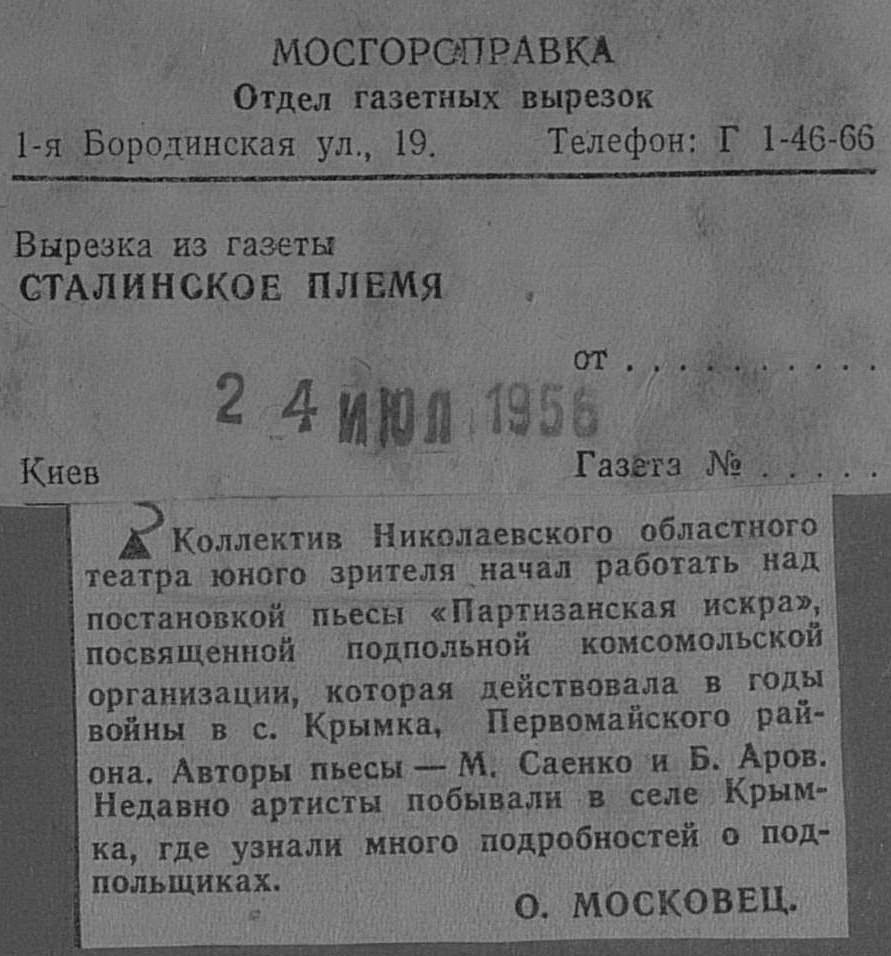 МОСГОРСПРАВКА
Отдел газетных вырезок
1-я Бородинская ул., 19. Телефон: Г 1-46-66
Вырезка из газеты
СТАЛИНСКОЕ ПЛЕМЯ
от . . . . . . . . . .
2 4 ИЮЛ 1956
Киев Газета № . . . . .
Коллектив Николаевского областного
театра юного зрителя начал работать над
постановкой пьесы «Партизанская искра»,
посвященной подпольной комсомольской
организации, которая действовала в годы
войны в с. Крымка, Первомайского рай-
она. Авторы пьесы — М. Саенко и Б. Аров.
Недавно артисты побывали в селе Крым-
ка, где узнали много подробностей о под-
польщиках.
О. МОСКОВЕЦ.